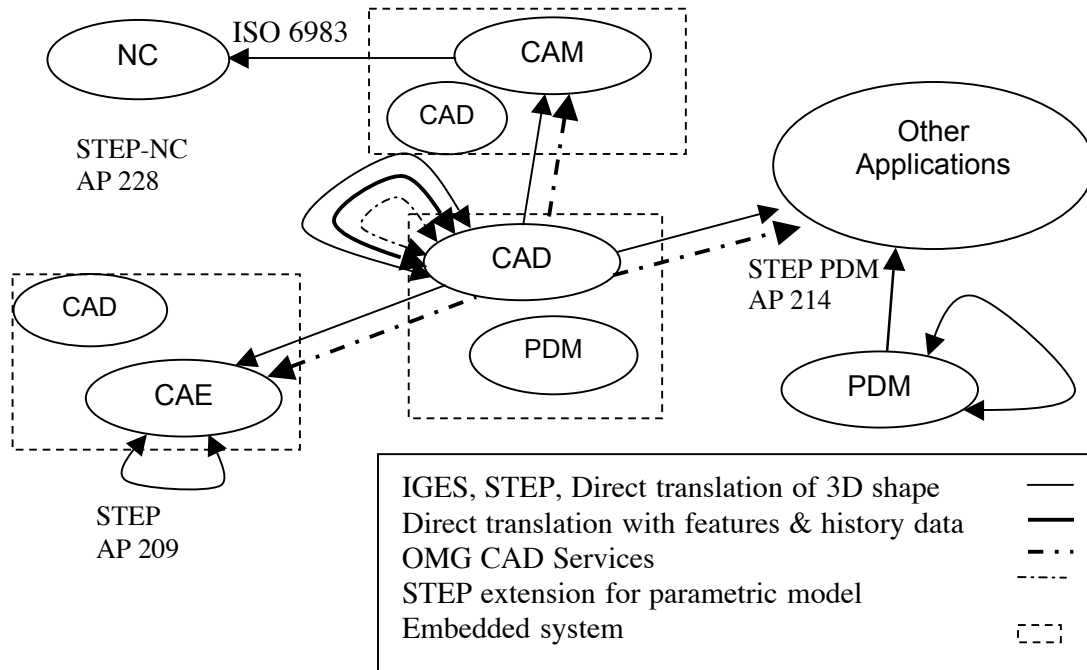 ISO 6983
NC
CAM
CAD
Other
Applications
STEP-NC
AP 228
CAD
STEP PDM
AP 214
CAD
PDM
CAE
PDM
STEP
AP 209
IGES, STEP, Direct translation of 3D shape
Direct translation with features & history data
OMG CAD Services
STEP extension for parametric model
Embedded system